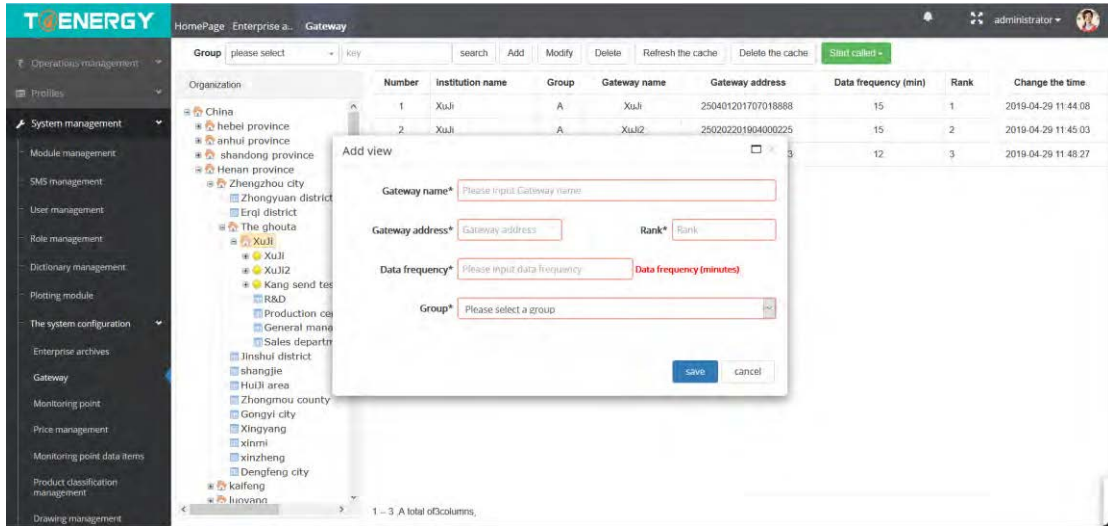 TOENERGY
HomePage Enterprise a.. Gateway
administrator
Operations management
Profiles
System management
Module management
SMS management
User management
Role management
Dictionary management
Plotting module
The system configuration
Enterprise archives
Gateway
Monitoring point
Price management
Monitoring point data items
Product classification
management
Drawing management
Group please select key search Add Modify Delete Refresh the cache Delete the cache Start called
Organization
China
hebei province
anhui province
shandong province
Henan province
Zhengzhou city
Zhongyuan district
Erqi district
The ghouta
XuJi
XuJI
XuJI2
Kang send tes
R&D
Production ce
General mana
Sales departm
Jinshui district
shangjie
HuiJi area
Zhongmou county
Gongyi city
Xingyang
xinmi
xinzheng
Dengfeng city
kaifeng
luoyang
Number institution name Group Gateway name Gateway address Data frequency (min) Rank Change the time
1 XuJi A XuJi 250401201707018888 15 1 2019-04-29 11:44:08
2 XuJi A XuJi2 250202201904000225 15 2 2019-04-29 11:45:03
3 12 3 2019-04-29 11:48:27
Add view
Gateway name* Please input Gateway name
Gateway address* Gateway address Rank* Rank
Data frequency* Please input data frequency Data frequency (minutes)
Group* Please select a group
save cancel
1 – 3 ,A total of3columns,